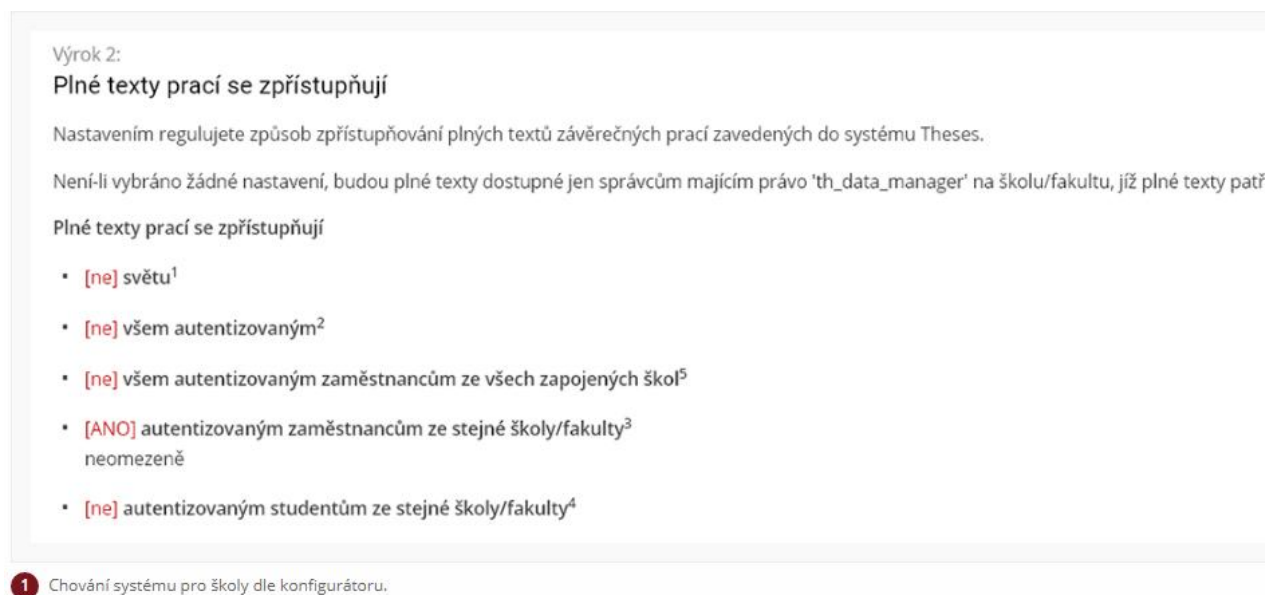 Výrok 2:
Plné texty prací se zpřístupňují
Nastavením regulujete způsob zpřístupňování plných textů závěrečných prací zavedených do systému Theses.
Není-li vybráno žádné nastavení, budou plné texty dostupné jen správcům majícím právo 'th_data_manager' na školu/fakultu, jíž plné texty patř
Plné texty prací se zpřístupňují
▪ [ne] světu¹
▪ [ne] všem autentizovaným²
▪ [ne] všem autentizovaným zaměstnancům ze všech zapojených škol⁵
▪ [ANO] autentizovaným zaměstnancům ze stejné školy/fakulty³
neomezeně
▪ [ne] autentizovaným studentům ze stejné školy/fakulty⁴
1 Chování systému pro školy dle konfigurátoru.